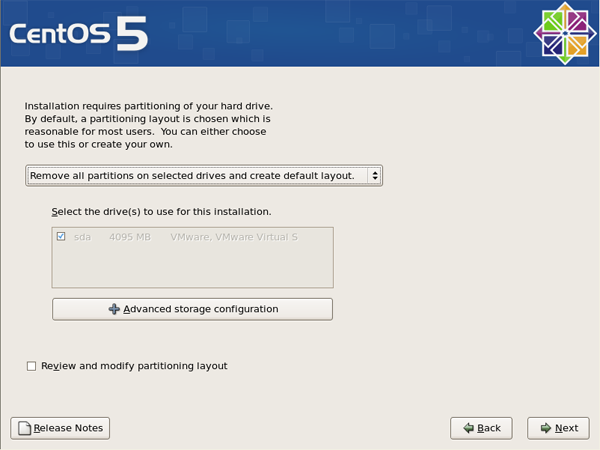 CentOS 5
Installation requires partitioning of your hard drive.
By default, a partitioning layout is chosen which is
reasonable for most users.  You can either choose
to use this or create your own.
Remove all partitions on selected drives and create default layout.
Select the drive(s) to use for this installation.
sda 4095 MB VMware, VMware Virtual S
Advanced storage configuration
Review and modify partitioning layout
Release Notes Back Next